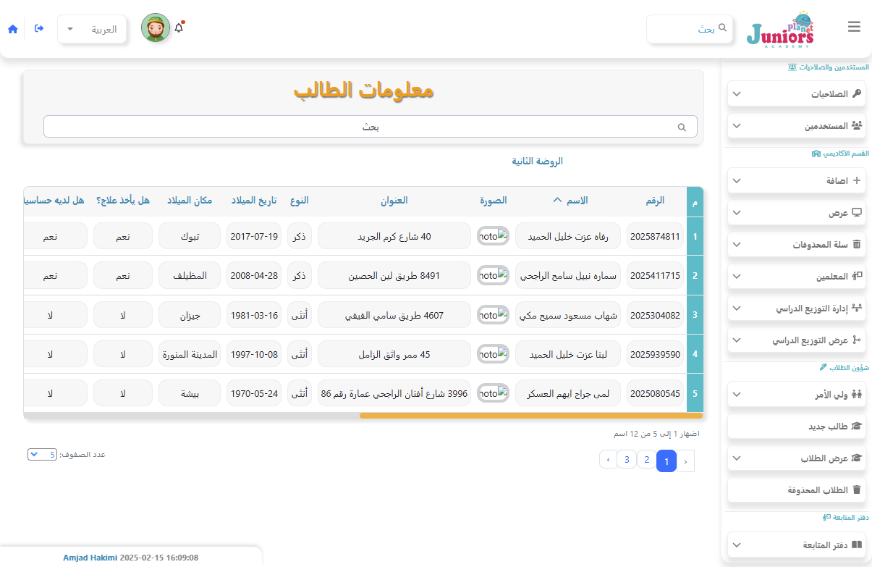 Planet
Juniors
ACADEMY
بحث
العربية
المستخدمين والصلاحيات
الصلاحيات
المستخدمين
القسم الأكاديمي
اضافة
عرض
سلة المحذوفات
المعلمين
إدارة التوزيع الدراسي
عرض التوزيع الدراسي
شؤون الطلاب
ولي الأمر
طالب جديد
عرض الطلاب
الطلاب المحذوفة
دفتر المتابعة
دفتر المتابعة
معلومات الطالب
بحث
الروضة الثانية
م الرقم الاسم الصورة العنوان النوع تاريخ الميلاد مكان الميلاد هل يأخذ علاج؟ هل لديه حساسية
1 2025874811 رفاه عزت خليل الحميد hoto 40 شارع كرم الجريد ذكر 2017-07-19 تبوك نعم نعم
2 2025411715 سماره نبيل سامح الراجحي hoto 8491 طريق لين الحصين ذكر 2008-04-28 المظيلف نعم نعم
3 2025304082 شهاب مسعود سميح مكي hoto 4607 طريق سامي الفيفي أنثى 1981-03-16 جيزان لا لا
4 2025939590 لينا عزت خليل الحميد hoto 45 ممر واثق الزامل أنثى 1997-10-08 المدينة المنورة لا لا
5 2025080545 لمى جراح ايهم العسكر hoto 3996 شارع أفنان الراجحي عمارة رقم 86 أنثى 1970-05-24 بيشة لا لا
اضهار 1 إلى 5 من 12 اسم
‹ 1 2 3 ›
عدد الصفوف: 5
Amjad Hakimi 2025-02-15 16:09:08